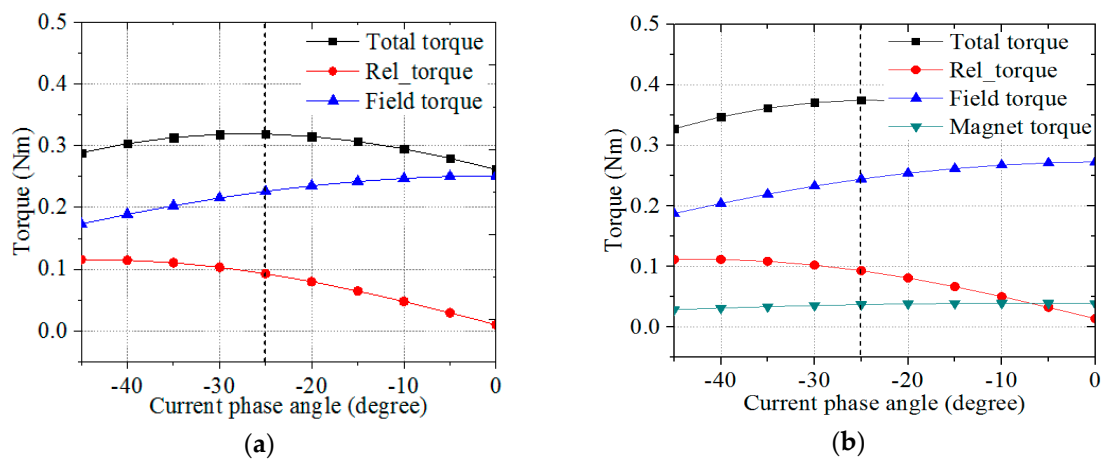 0.5
0.4
0.3
0.2
0.1
0.0
Torque (Nm)
Total torque
Rel_torque
Field torque
-40
-30
-20
-10
0
Current phase angle (degree)
(a)
0.5
0.4
0.3
0.2
0.1
0.0
Torque (Nm)
Total torque
Rel_torque
Field torque
Magnet torque
-40
-30
-20
-10
0
Current phase angle (degree)
(b)